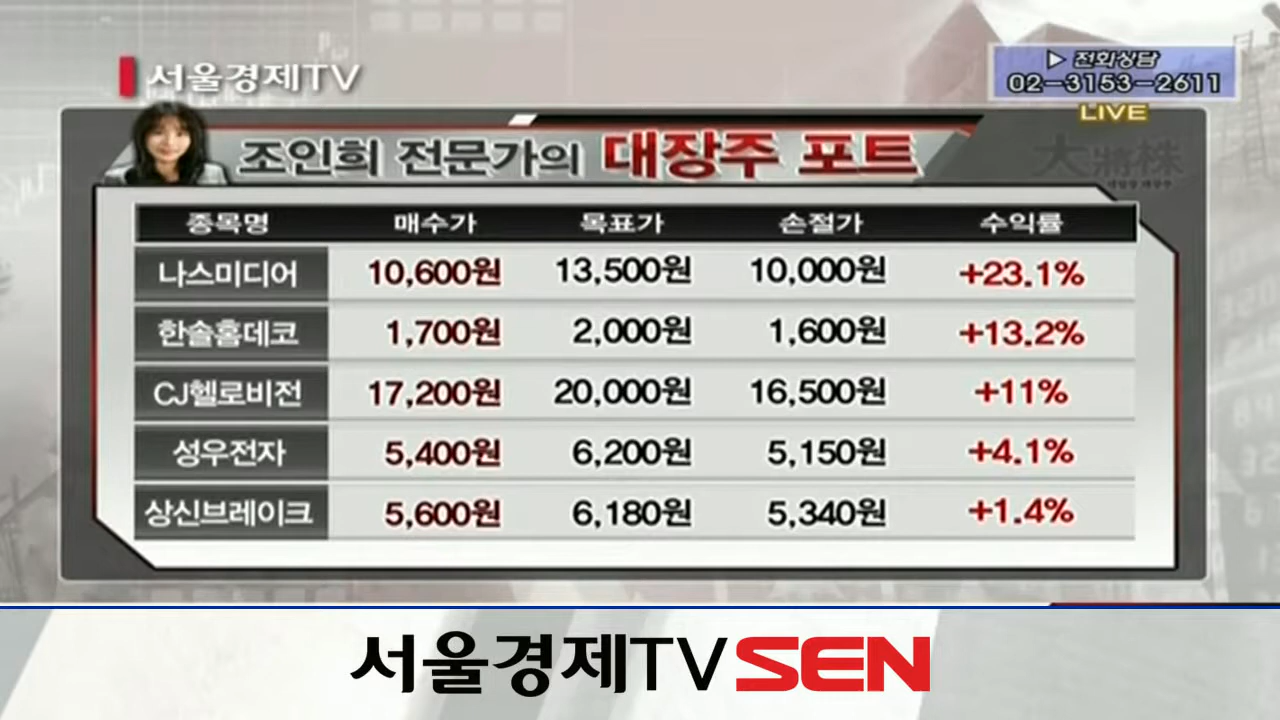 서울경제TV
▶ 전화상담
02-3153-2611
LIVE
조인희 전문가의 대장주 포트
大將株
종목명 매수가 목표가 손절가 수익률
나스미디어 10,600원 13,500원 10,000원 +23.1%
한솔홈데코 1,700원 2,000원 1,600원 +13.2%
CJ헬로비전 17,200원 20,000원 16,500원 +11%
성우전자 5,400원 6,200원 5,150원 +4.1%
상신브레이크 5,600원 6,180원 5,340원 +1.4%
서울경제TV SEN